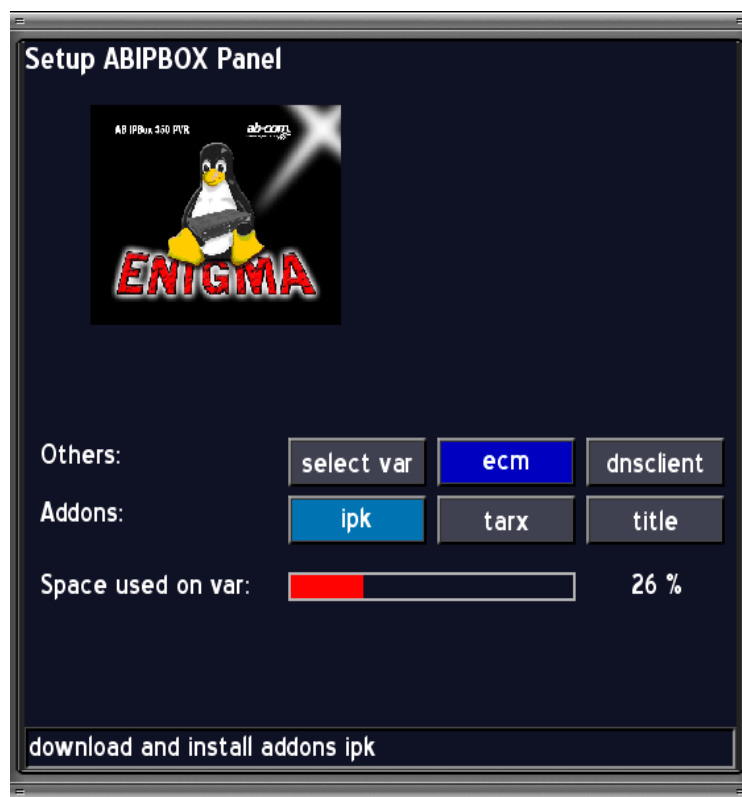 Setup ABIPBOX Panel
AB IPBox 350 PVR ab-com
ENIGMA
Others: select var ecm dnsclient
Addons: ipk tarx title
Space used on var: 26 %
download and install addons ipk